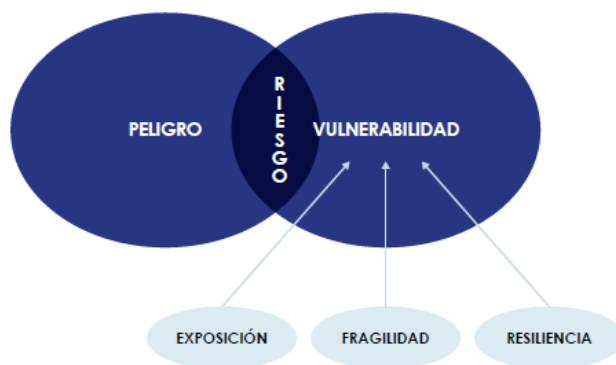 PELIGRO
RIESGO
VULNERABILIDAD
EXPOSICIÓN
FRAGILIDAD
RESILIENCIA